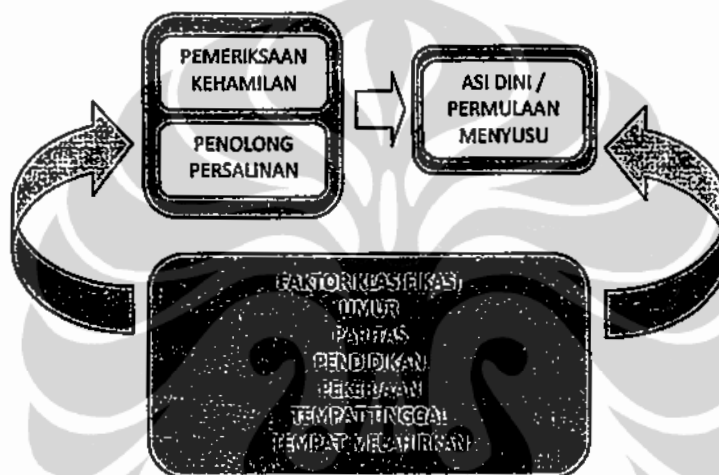 PEMERIKSAAN
KEHAMILAN
PENOLONG
PERSALINAN
ASI DINI /
PERMULAAN
MENYUSU
FAKTOR KLASIFIKASI
UMUR
PARITAS
PENDIDIKAN
PEKERJAAN
TEMPAT TINGGAL
TEMPAT MELAHIRKAN